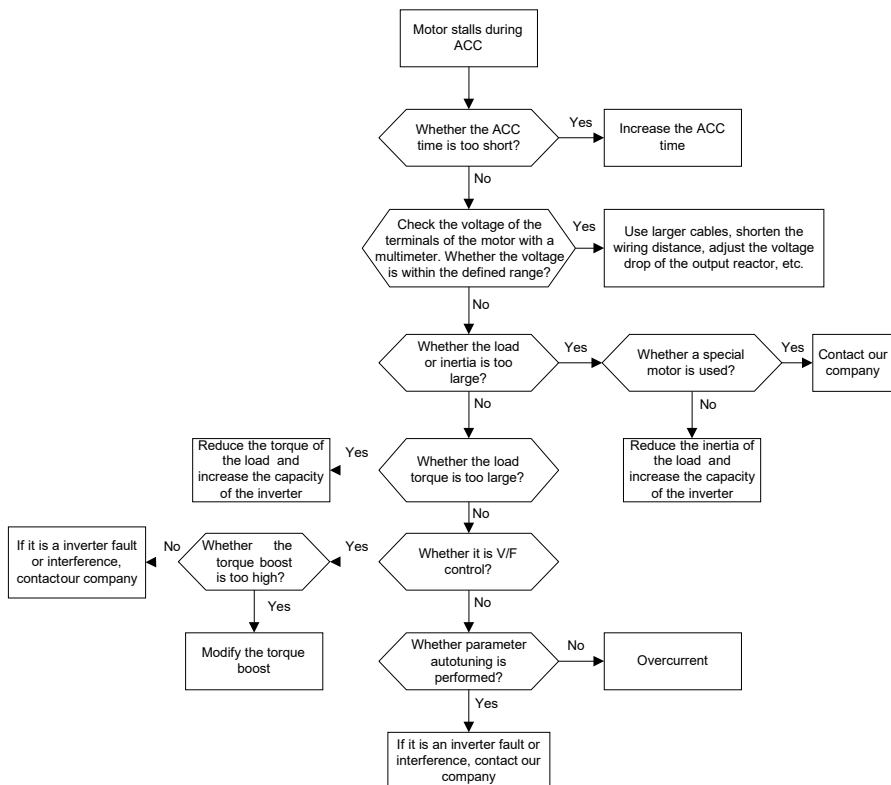 Motor stalls during
ACC
Whether the ACC
time is too short?
Yes
Increase the ACC
time
No
Check the voltage of the
terminals of the motor with a
multimeter. Whether the voltage
is within the defined range?
Yes
Use larger cables, shorten the
wiring distance, adjust the voltage
drop of the output reactor, etc.
No
Whether the load
or inertia is too
large?
Yes
Whether a special
motor is used?
Yes
Contact our
company
No
No
Reduce the inertia of
the load and
increase the capacity
of the inverter
Whether the load
torque is too large?
Yes
Reduce the torque of
the load and
increase the capacity
of the inverter
No
Whether it is V/F
control?
Yes
Whether the
torque boost
is too high?
No
If it is a inverter fault
or interference,
contactour company
Yes
Modify the torque
boost
No
Whether parameter
autotuning is
performed?
No
Overcurrent
Yes
If it is an inverter fault or
interference, contact our
company